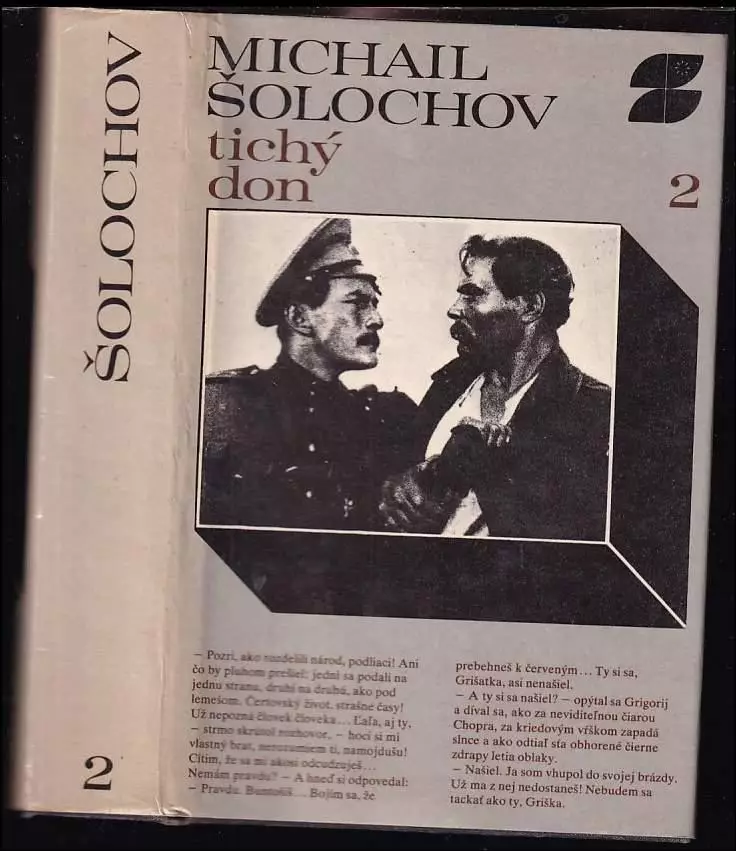 ŠOLOCHOV
2
MICHAIL
ŠOLOCHOV
tichý
don
2
– Pozri, ako rozdelili národ, podliaci! Ani
čo by pluhom prešiel: jedni sa podali na
jednu stranu, druhí na druhú, ako pod
lemešom. Čertovský život, strašné časy!
Už nepozná človek človeka... Ľaľa, aj ty,
– strmo skrútol rozhovor, – hoci si mi
vlastný brat, nerozumiem ti, namojdušu!
Cítim, že sa mi akosi odcudzuješ...
Nemám pravdu? – A hneď si odpovedal:
– Pravdu. Buntošíš... Bojím sa, že
prebehneš k červeným... Ty si sa,
Grišatka, asi nenašiel.
– A ty si sa našiel? – opýtal sa Grigorij
a díval sa, ako za neviditeľnou čiarou
Chopra, za kriedovým vŕškom zapadá
slnce a ako odtiaľ sťa obhorené čierne
zdrapy letia oblaky.
– Našiel. Ja som vhupol do svojej brázdy.
Už ma z nej nedostaneš! Nebudem sa
tackať ako ty, Griška.